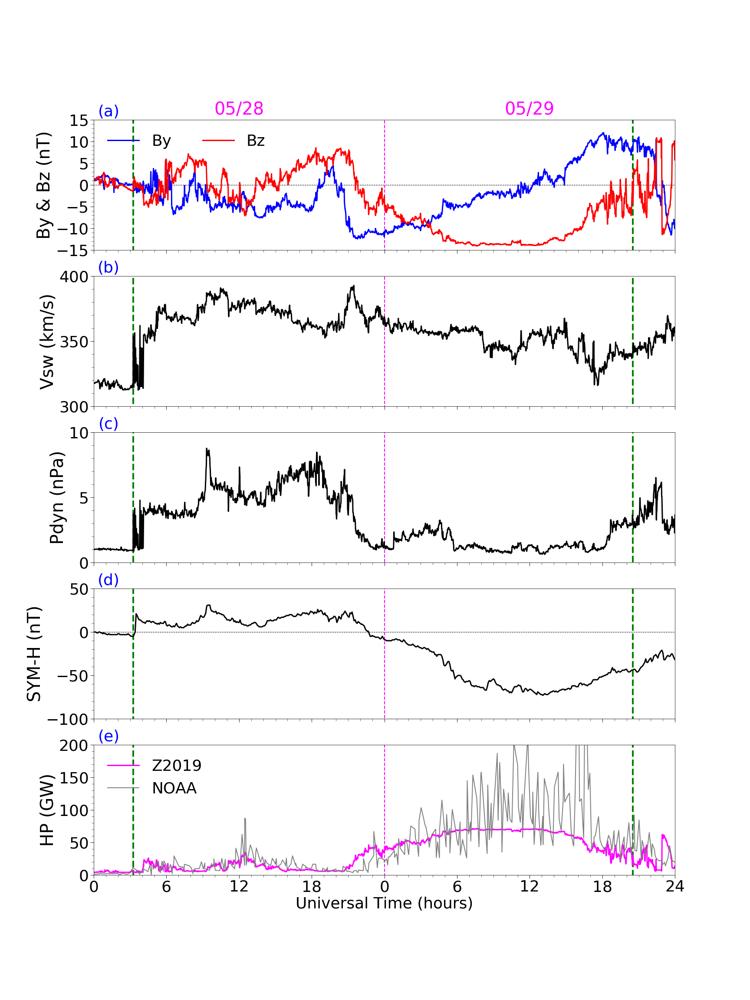 05/28 05/29
(a)
15
10
5
0
−5
−10
−15
By & Bz (nT)
By Bz
(b)
400
350
300
Vsw (km/s)
(c)
10
5
0
Pdyn (nPa)
(d)
50
0
−50
−100
SYM-H (nT)
(e)
200
150
100
50
0
HP (GW)
Z2019
NOAA
0 6 12 18 0 6 12 18 24
Universal Time (hours)